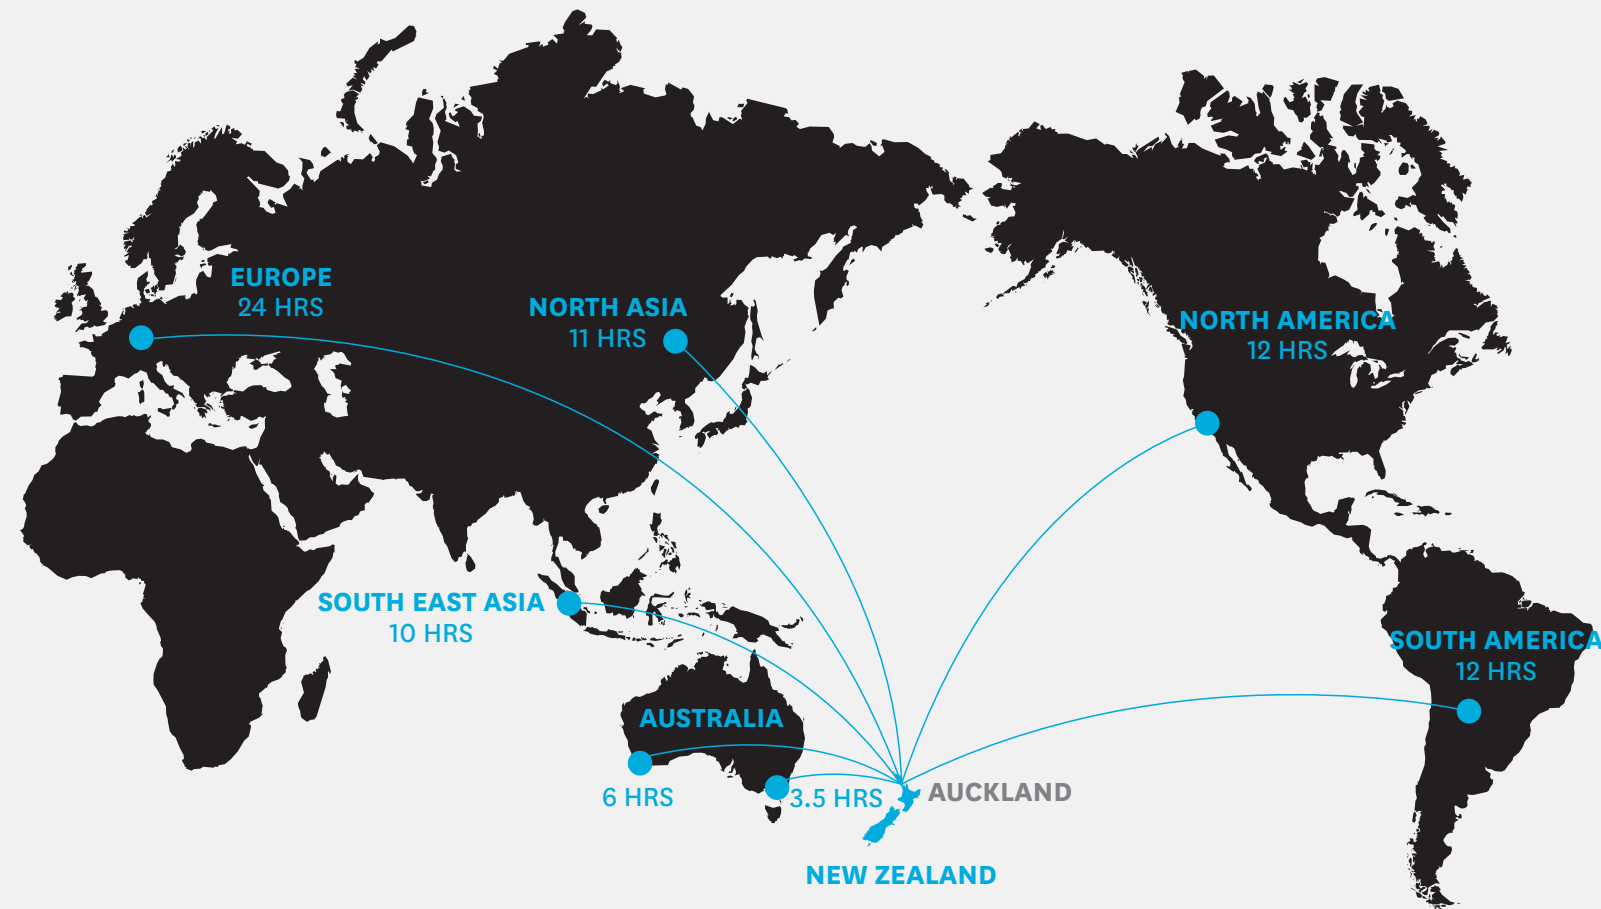 EUROPE
24 HRS
NORTH ASIA
11 HRS
NORTH AMERICA
12 HRS
SOUTH EAST ASIA
10 HRS
SOUTH AMERICA
12 HRS
AUSTRALIA
6 HRS
3.5 HRS
AUCKLAND
NEW ZEALAND